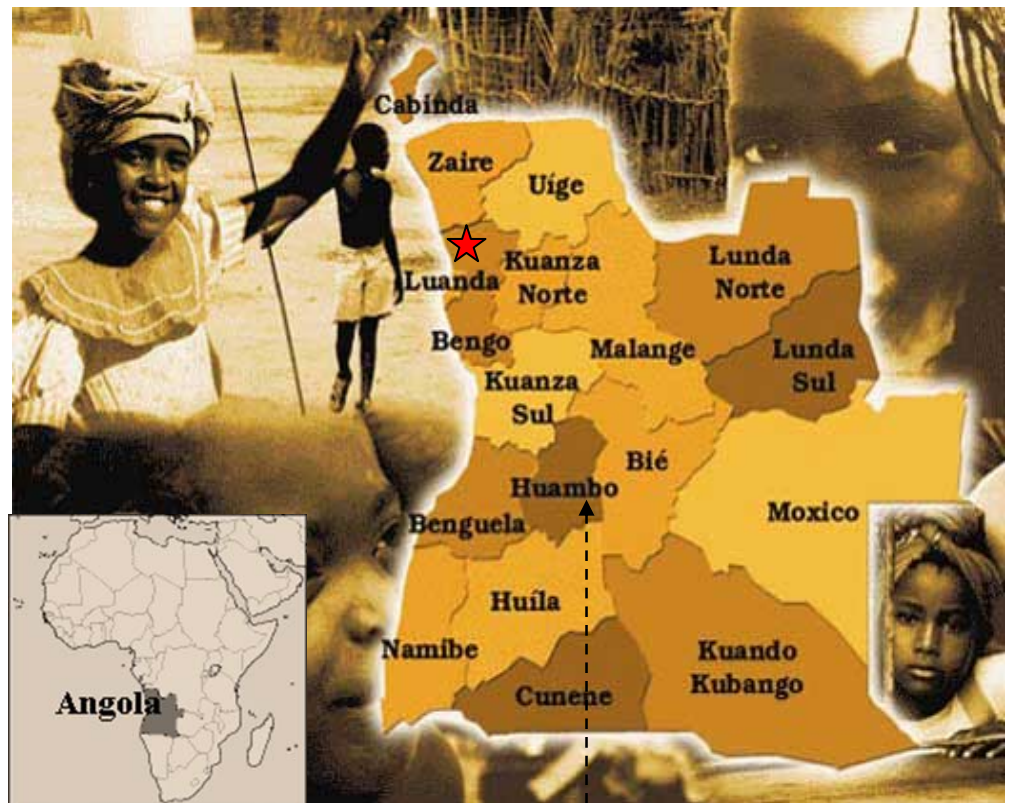 Cabinda
Zaire
Uíge
Luanda
Kuanza
Norte
Lunda
Norte
Bengo
Malange
Lunda
Sul
Kuanza
Sul
Bié
Huambo
Benguela
Moxico
Huíla
Namibe
Cunene
Kuando
Kubango
Angola